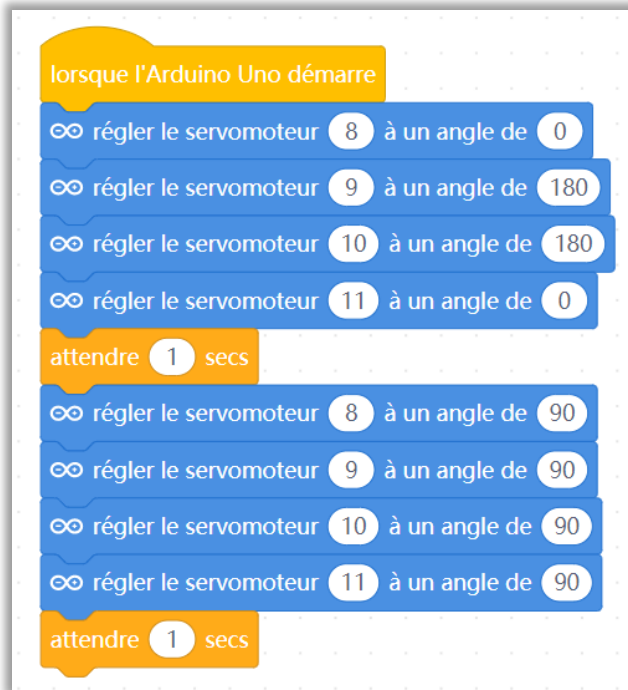 lorsque l'Arduino Uno démarre
régler le servomoteur 8 à un angle de 0
régler le servomoteur 9 à un angle de 180
régler le servomoteur 10 à un angle de 180
régler le servomoteur 11 à un angle de 0
attendre 1 secs
régler le servomoteur 8 à un angle de 90
régler le servomoteur 9 à un angle de 90
régler le servomoteur 10 à un angle de 90
régler le servomoteur 11 à un angle de 90
attendre 1 secs